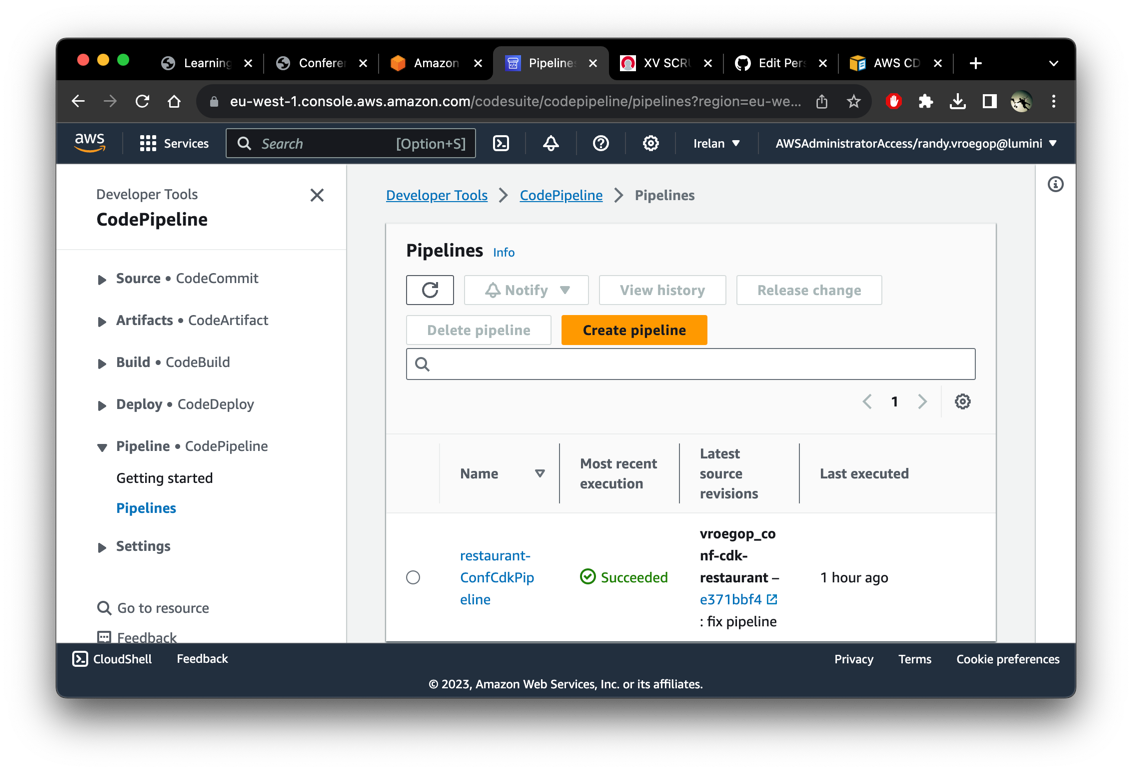 Learning
Confere
Amazon
Pipeline
XV SCR
Edit Per
AWS CD
eu-west-1.console.aws.amazon.com/codesuite/codepipeline/pipelines?region=eu-we...
aws
Services
Search
[Option+S]
Irelan
AWSAdministratorAccess/randy.vroegop@lumini
Developer Tools
CodePipeline
Source • CodeCommit
Artifacts • CodeArtifact
Build • CodeBuild
Deploy • CodeDeploy
Pipeline • CodePipeline
Getting started
Pipelines
Settings
Go to resource
Feedback
Developer Tools
CodePipeline
Pipelines
Pipelines
Info
Notify
View history
Release change
Delete pipeline
Create pipeline
1
Name
Most recent
execution
Latest
source
revisions
Last executed
restaurant-
ConfCdkPip
eline
Succeeded
vroegop_co
nf-cdk-
restaurant –
e371bbf4
: fix pipeline
1 hour ago
CloudShell
Feedback
Privacy
Terms
Cookie preferences
© 2023, Amazon Web Services, Inc. or its affiliates.